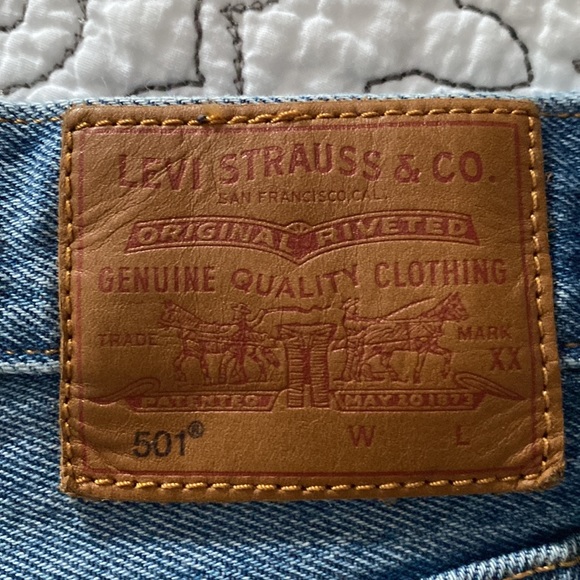 LEVI STRAUSS & CO.
SAN FRANCISCO, CAL.
ORIGINAL RIVETED
GENUINE QUALITY CLOTHING
TRADE MARK
XX
PATENTED MAY 20 1873
501® W L